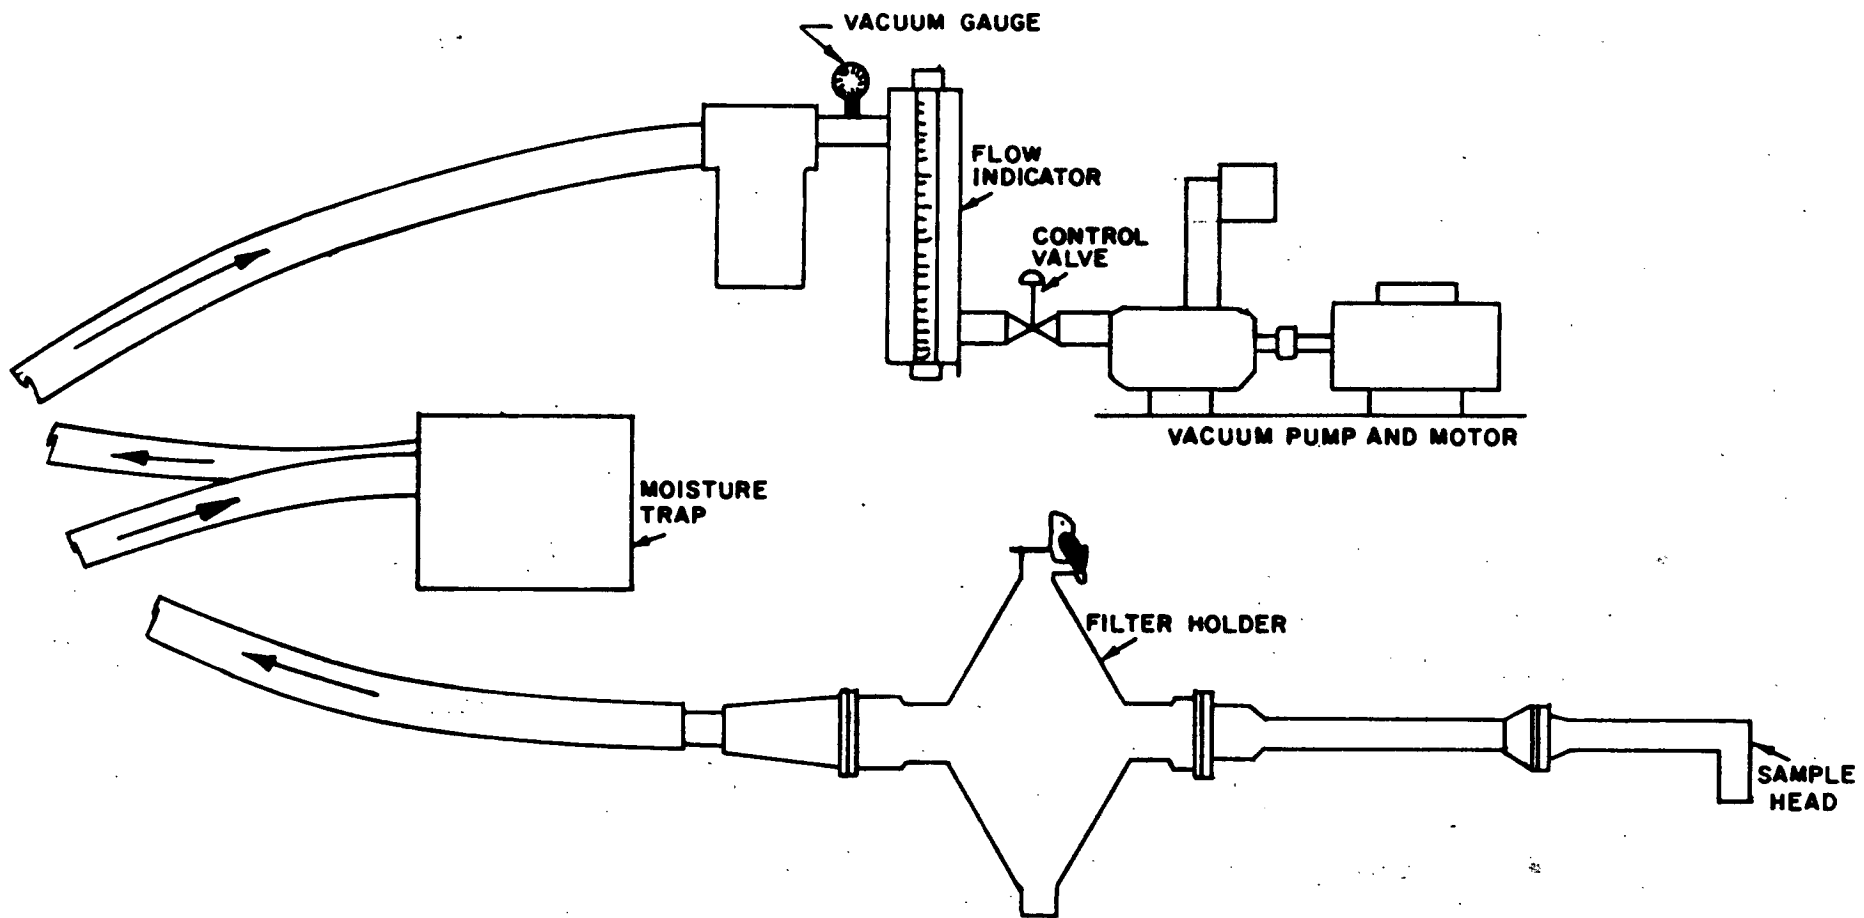 VACUUM GAUGE
FLOW
INDICATOR
CONTROL
VALVE
VACUUM PUMP AND MOTOR
MOISTURE
TRAP
FILTER HOLDER
SAMPLE
HEAD